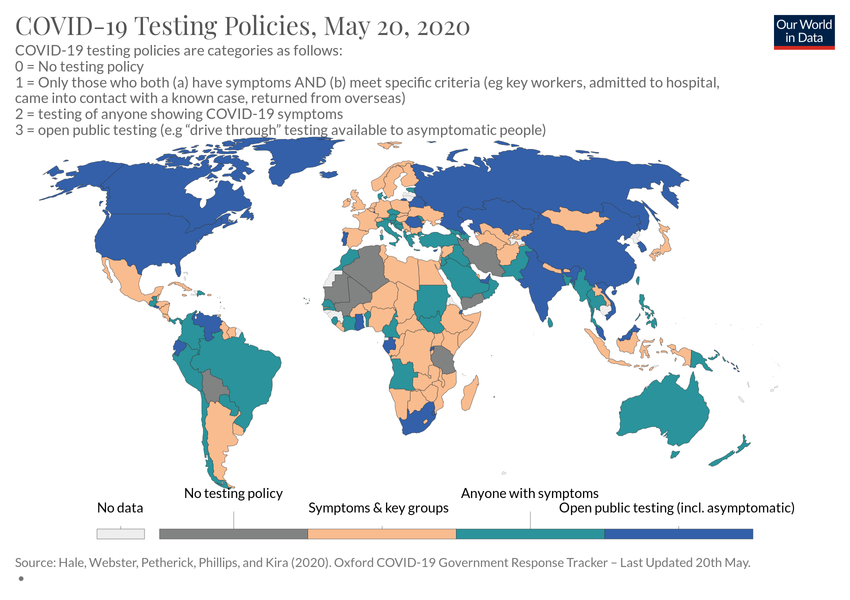 COVID-19 Testing Policies, May 20, 2020
Our World
in Data
COVID-19 testing policies are categories as follows:
0 = No testing policy
1 = Only those who both (a) have symptoms AND (b) meet specific criteria (eg key workers, admitted to hospital,
came into contact with a known case, returned from overseas)
2 = testing of anyone showing COVID-19 symptoms
3 = open public testing (e.g “drive through” testing available to asymptomatic people)
No data
No testing policy
Symptoms & key groups
Anyone with symptoms
Open public testing (incl. asymptomatic)
Source: Hale, Webster, Petherick, Phillips, and Kira (2020). Oxford COVID-19 Government Response Tracker – Last Updated 20th May.